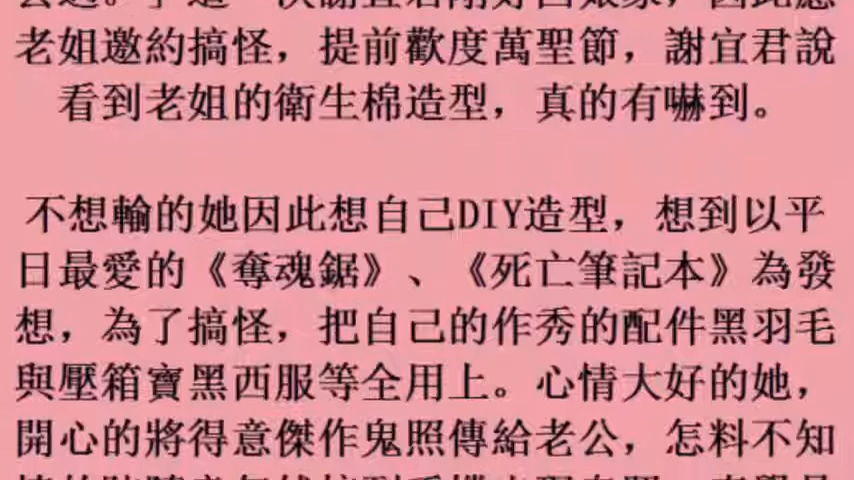 老姐邀約搞怪，提前歡度萬聖節，謝宜君說
看到老姐的衛生棉造型，真的有嚇到。
不想輸的她因此想自己DIY造型，想到以平
日最愛的《奪魂鋸》、《死亡筆記本》為發
想，為了搞怪，把自己的作秀的配件黑羽毛
與壓箱寶黑西服等全用上。心情大好的她，
開心的將得意傑作鬼照傳給老公，怎料不知